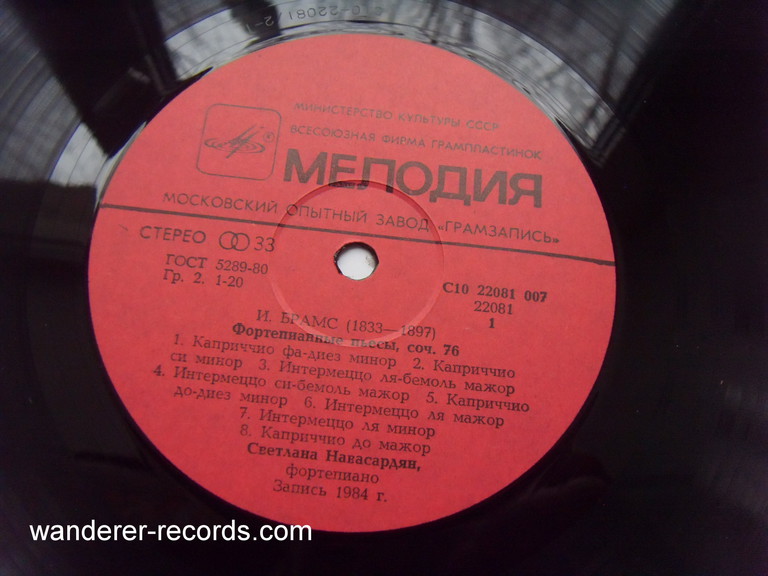 С10-22081/2-1
МИНИСТЕРСТВО КУЛЬТУРЫ СССР
ВСЕСОЮЗНАЯ ФИРМА ГРАМПЛАСТИНОК
МЕЛОДИЯ
МОСКОВСКИЙ ОПЫТНЫЙ ЗАВОД «ГРАМЗАПИСЬ»
СТЕРЕО 33
ГОСТ 5289-80
Гр. 2. 1-20
С10 22081 007
22081
1
И. БРАМС (1833—1897)
Фортепианные пьесы, соч. 76
1. Каприччио фа-диез минор 2. Каприччио
си минор 3. Интермеццо ля-бемоль мажор
4. Интермеццо си-бемоль мажор 5. Каприччио
до-диез минор 6. Интермеццо ля мажор
7. Интермеццо ля минор
8. Каприччио до мажор
Светлана Навасардян,
фортепиано
Запись 1984 г.
wanderer-records.com